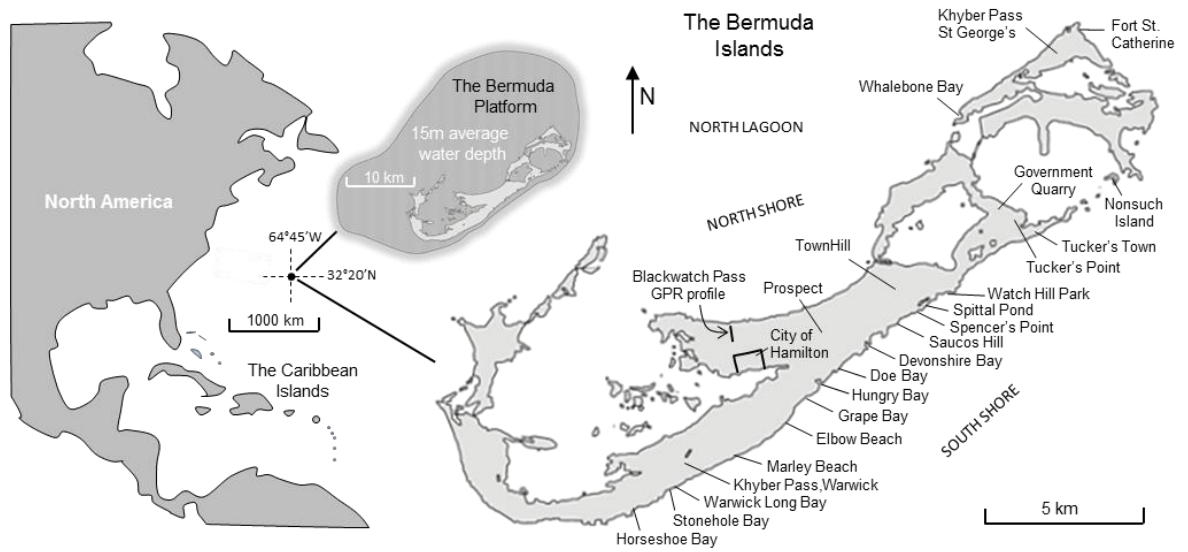 North America
64°45'W
32°20'N
1000 km
The Caribbean
Islands
The Bermuda
Platform
15m average
water depth
10 km
The Bermuda
Islands
N
NORTH LAGOON
NORTH SHORE
SOUTH SHORE
Khyber Pass
St George's
Fort St.
Catherine
Whalebone Bay
Government
Quarry
Nonsuch
Island
Tucker's Town
Tucker's Point
TownHill
Prospect
Blackwatch Pass
GPR profile
City of
Hamilton
Watch Hill Park
Spittal Pond
Spencer's Point
Saucos Hill
Devonshire Bay
Doe Bay
Hungry Bay
Grape Bay
Elbow Beach
Marley Beach
Khyber Pass,Warwick
Warwick Long Bay
Stonehole Bay
Horseshoe Bay
5 km